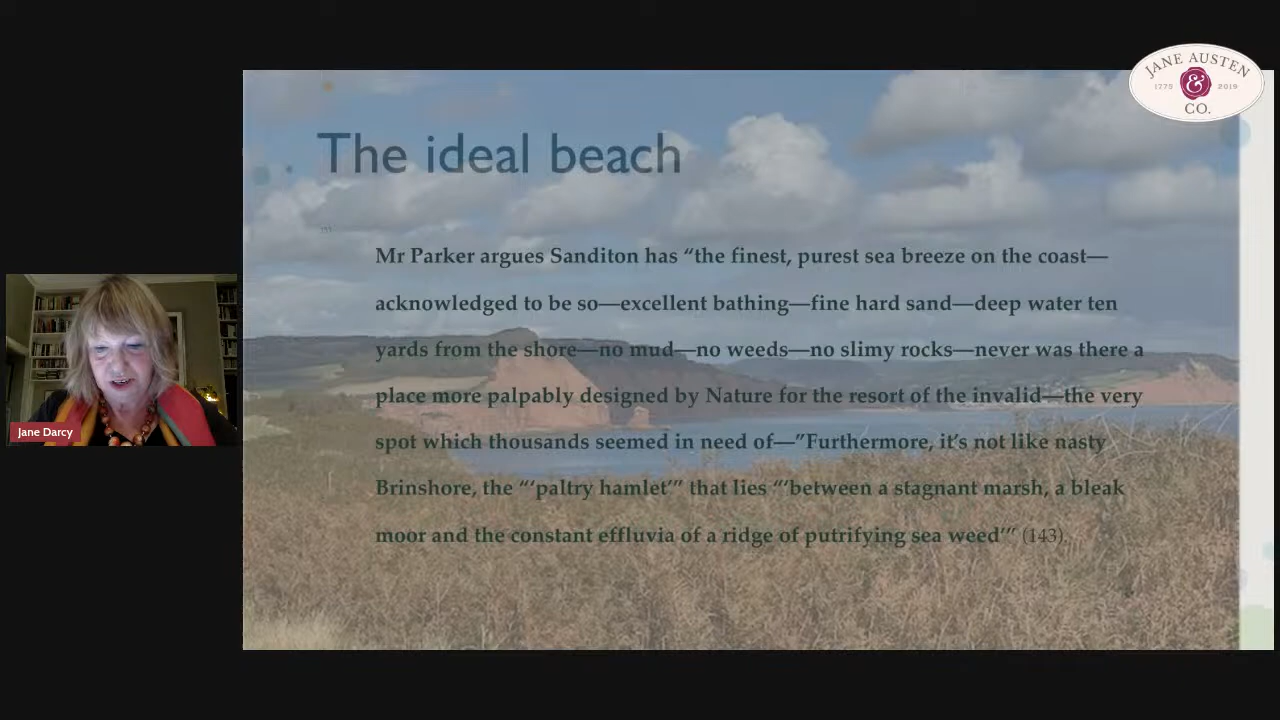 JANE AUSTEN
1775 & 2019
CO.
The ideal beach
Mr Parker argues Sanditon has “the finest, purest sea breeze on the coast—
acknowledged to be so—excellent bathing—fine hard sand—deep water ten
yards from the shore—no mud—no weeds—no slimy rocks—never was there a
place more palpably designed by Nature for the resort of the invalid—the very
spot which thousands seemed in need of—”Furthermore, it’s not like nasty
Brinshore, the “‘paltry hamlet’” that lies “‘between a stagnant marsh, a bleak
moor and the constant effluvia of a ridge of putrifying sea weed’” (143).
Jane Darcy